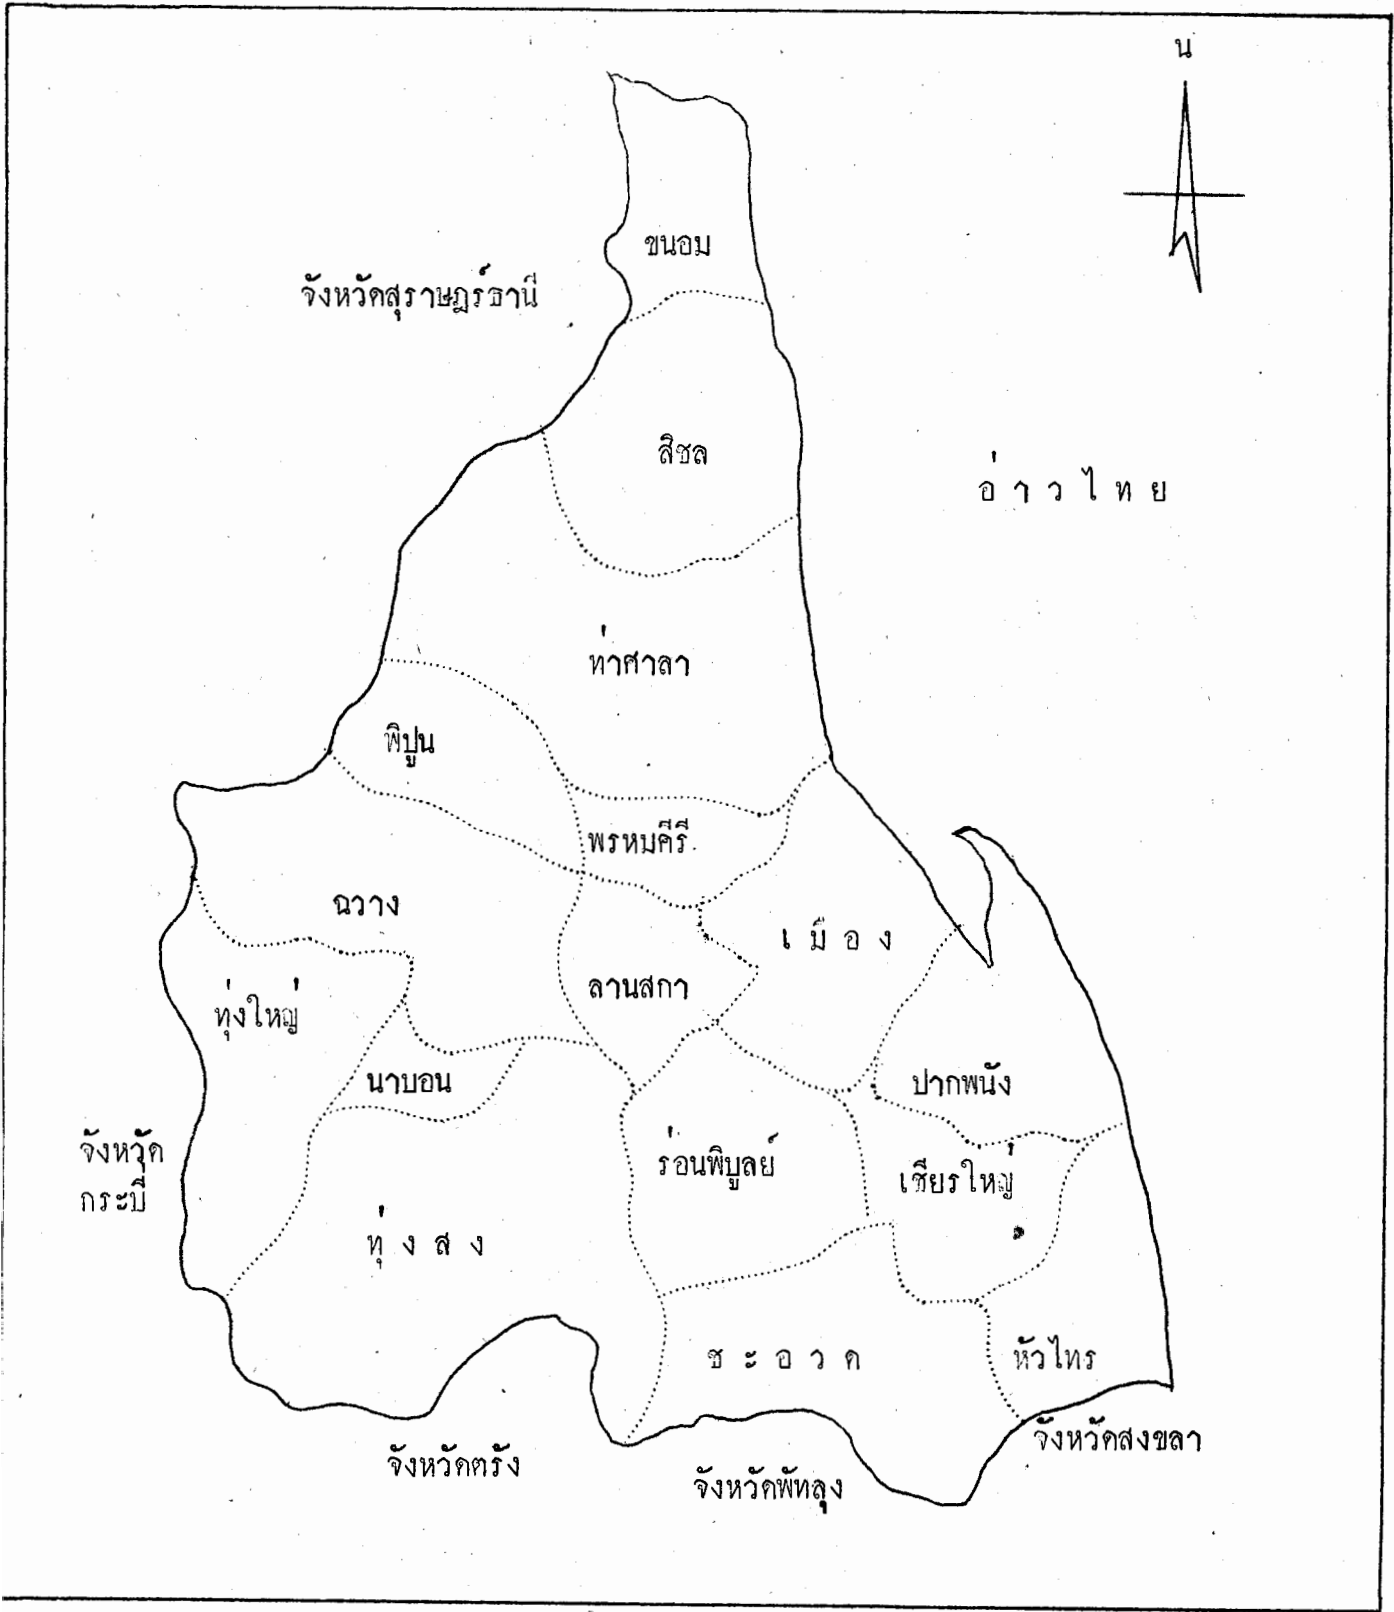 น
ขนอม
จังหวัดสุราษฎร์ธานี
สิชล
อ่าวไทย
ท่าศาลา
พิปูน
พรหมคีรี
ฉวาง
เมือง
ลานสกา
ทุ่งใหญ่
นาบอน
ปากพนัง
จังหวัด
กระบี่
ร่อนพิบูลย์
เชียรใหญ่
ทุ่งสง
ชะอวด
หัวไทร
จังหวัดสงขลา
จังหวัดตรัง
จังหวัดพัทลุง